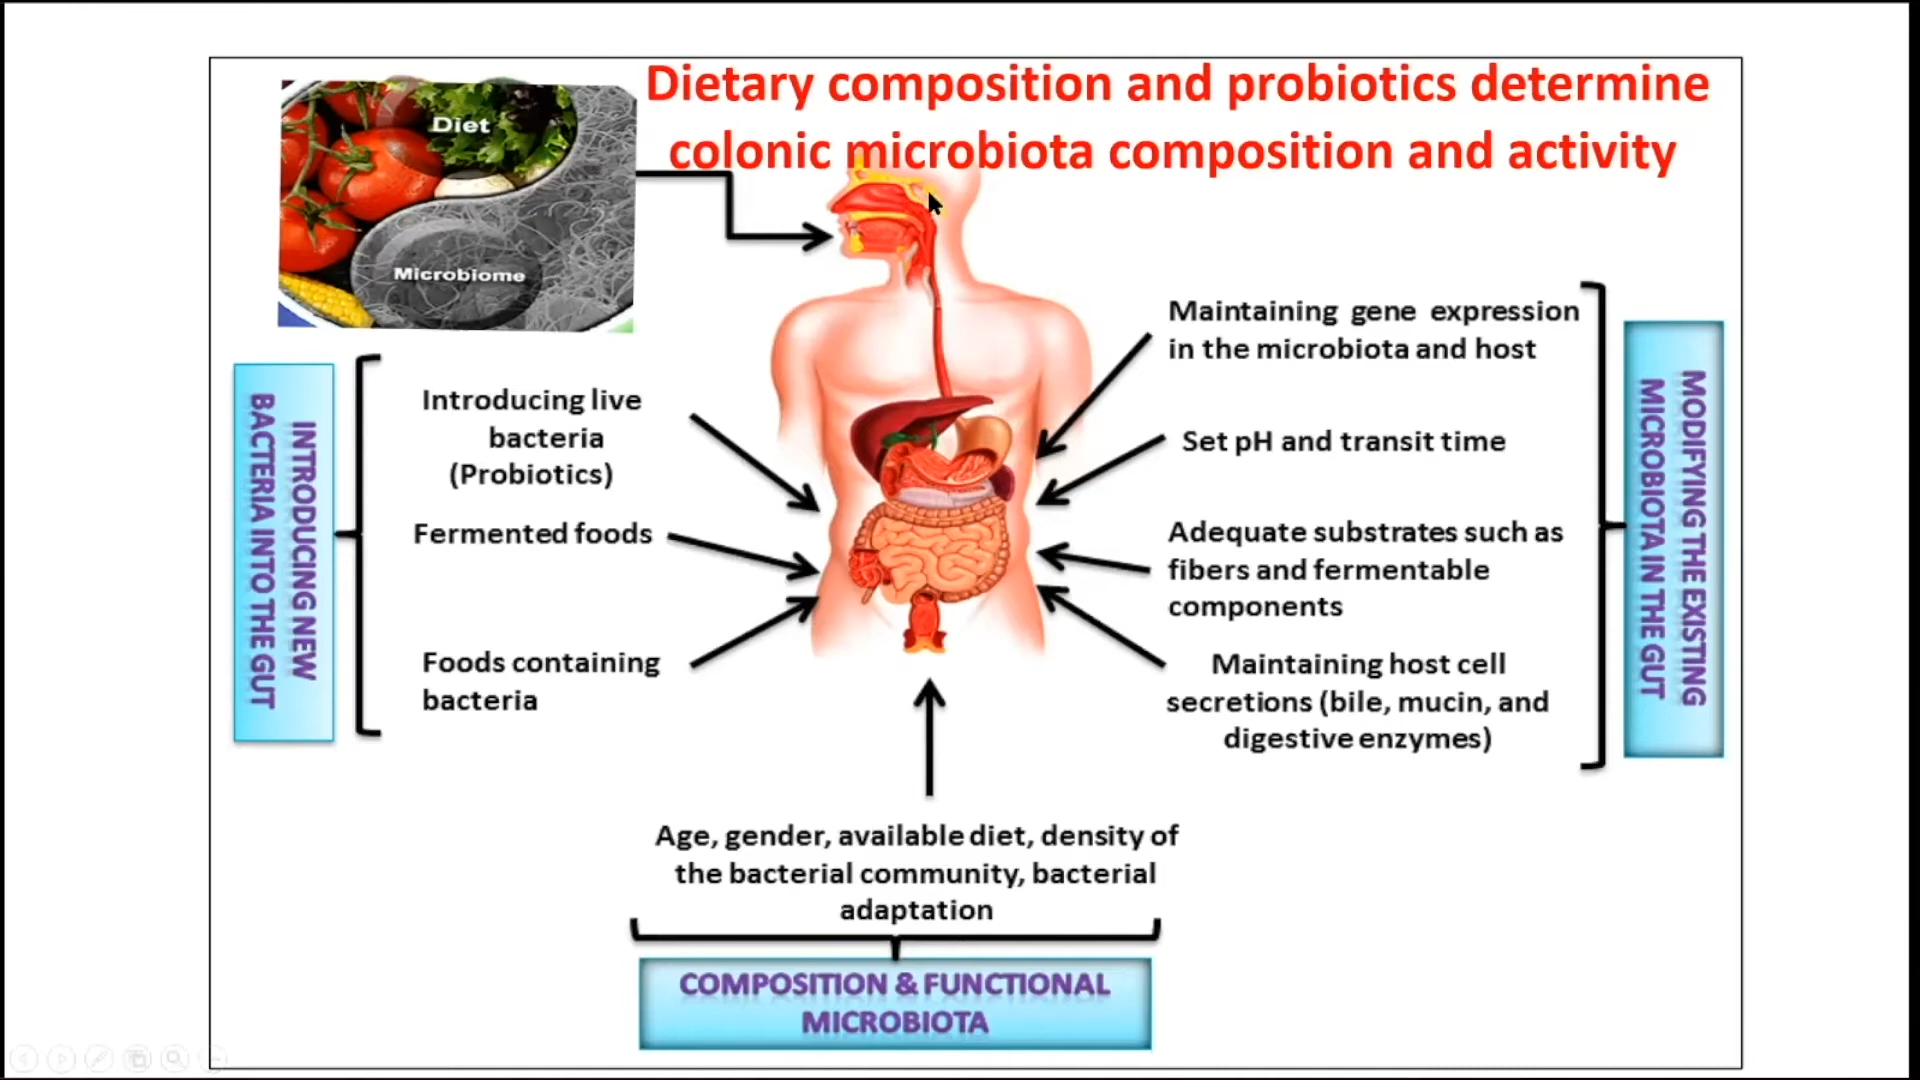 Dietary composition and probiotics determine
colonic microbiota composition and activity
Diet
Microbiome
INTRODUCING NEW
BACTERIA INTO THE GUT
Introducing live
bacteria
(Probiotics)
Fermented foods
Foods containing
bacteria
Maintaining gene expression
in the microbiota and host
Set pH and transit time
Adequate substrates such as
fibers and fermentable
components
Maintaining host cell
secretions (bile, mucin, and
digestive enzymes)
MODIFYING THE EXISTING
MICROBIOTA IN THE GUT
Age, gender, available diet, density of
the bacterial community, bacterial
adaptation
COMPOSITION & FUNCTIONAL
MICROBIOTA